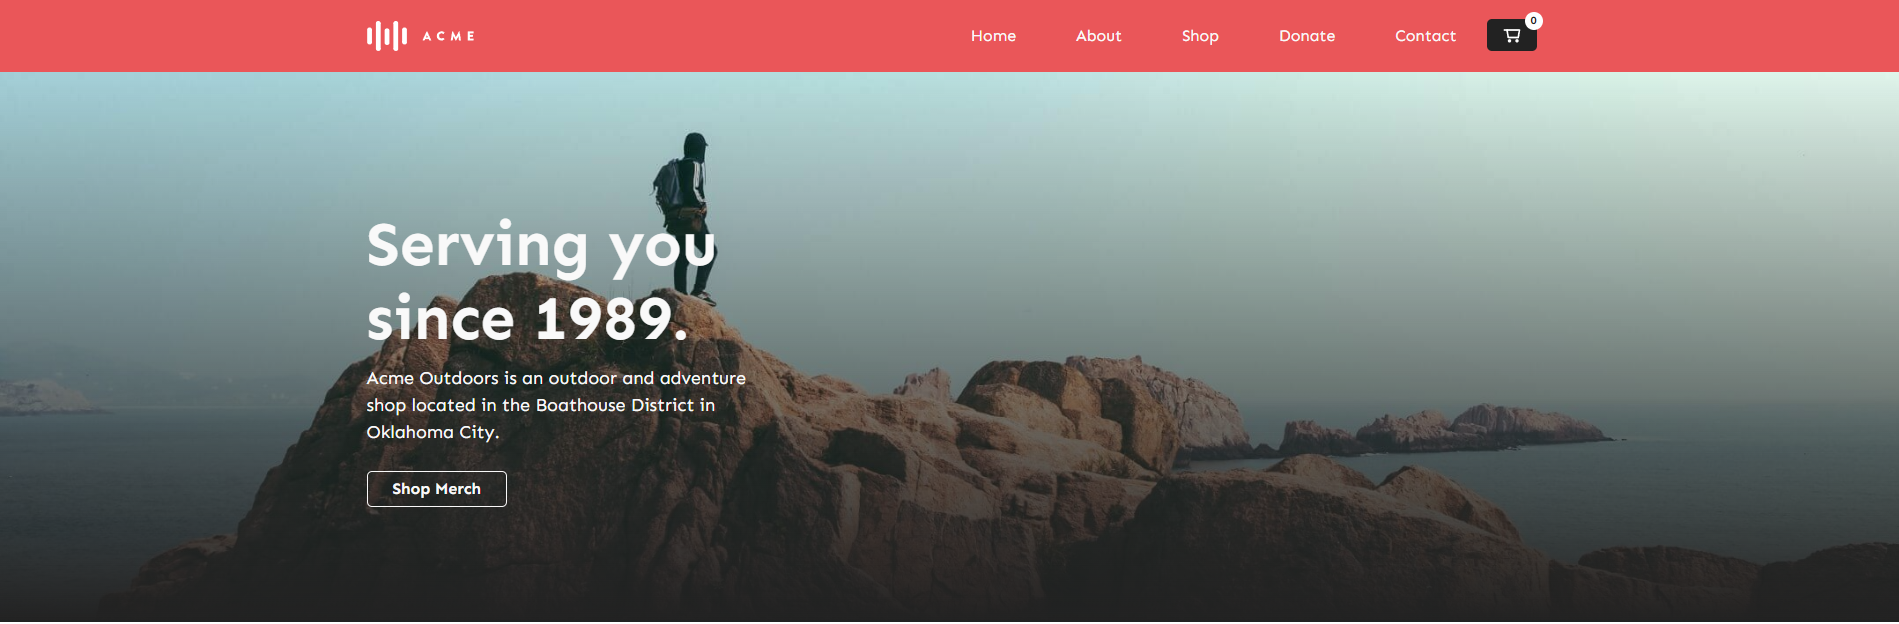 ACME
Home
About
Shop
Donate
Contact
0
Serving you
since 1989.
Acme Outdoors is an outdoor and adventure
shop located in the Boathouse District in
Oklahoma City.
Shop Merch